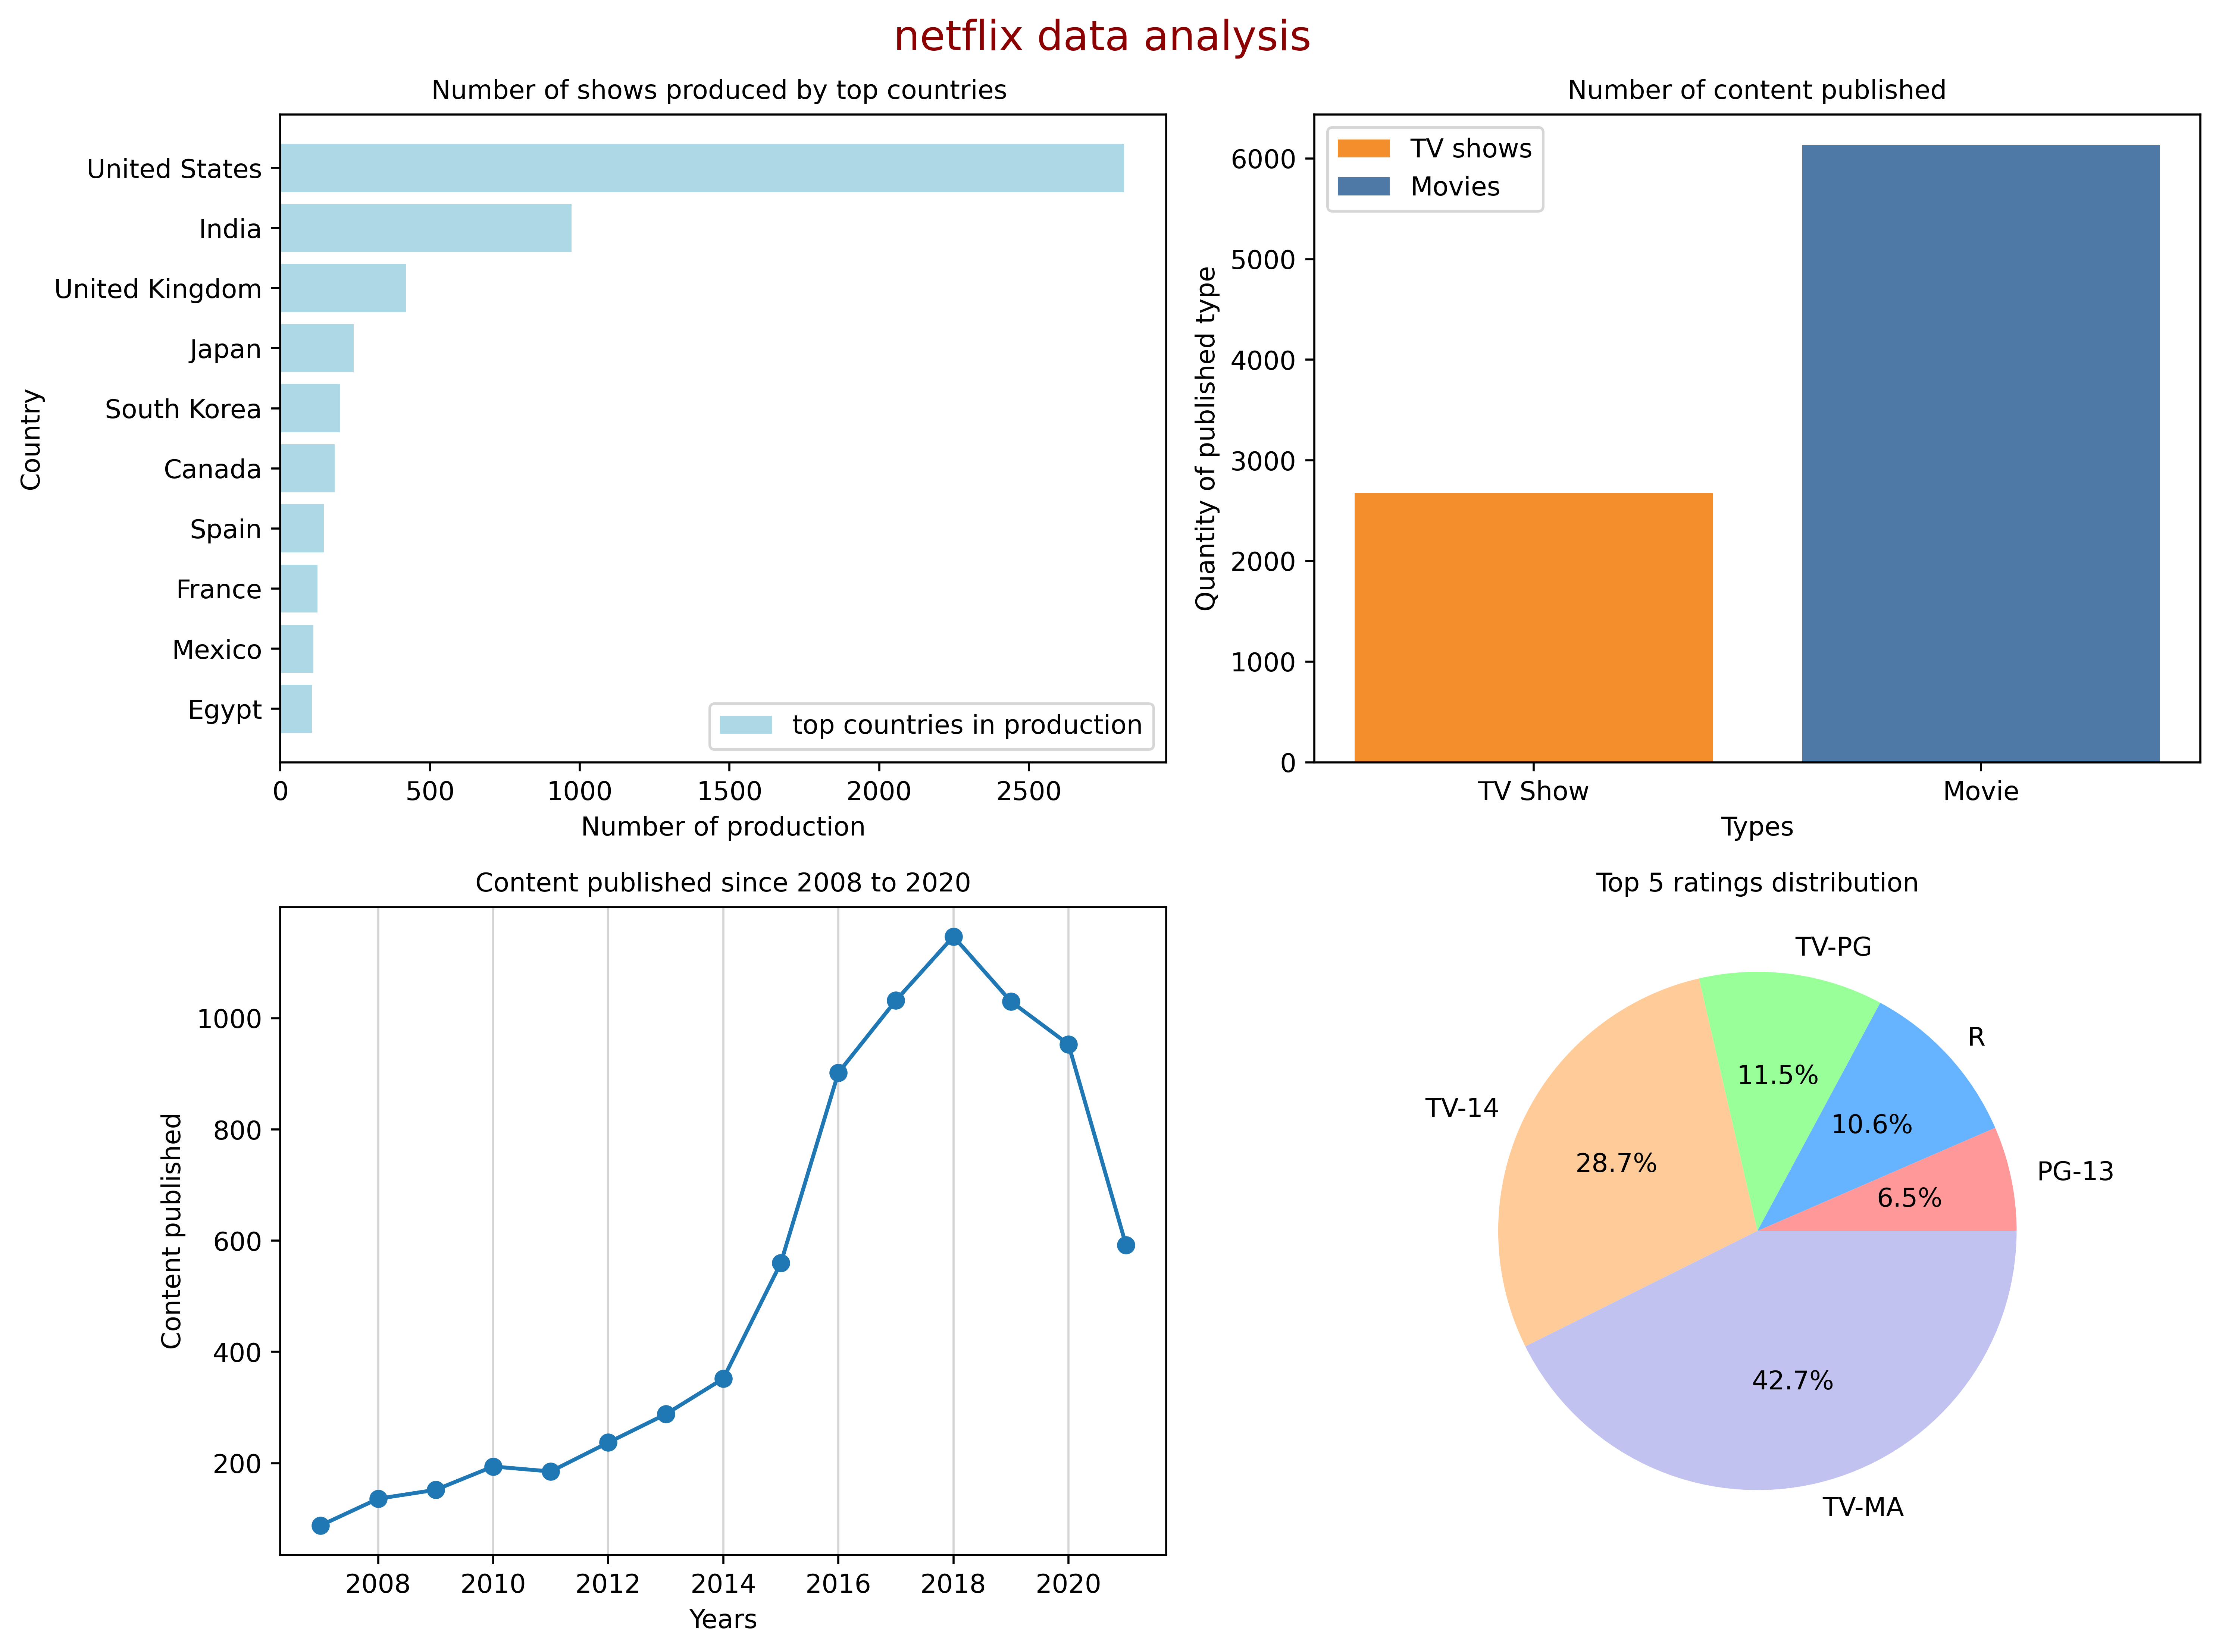 netflix data analysis
Number of shows produced by top countries
Country
United States
India
United Kingdom
Japan
South Korea
Canada
Spain
France
Mexico
Egypt
top countries in production
0 500 1000 1500 2000 2500
Number of production
Number of content published
TV shows
Movies
Quantity of published type
6000
5000
4000
3000
2000
1000
0
TV Show Movie
Types
Content published since 2008 to 2020
Content published
1000
800
600
400
200
2008 2010 2012 2014 2016 2018 2020
Years
Top 5 ratings distribution
TV-PG
R
11.5%
TV-14
10.6%
28.7%
PG-13
6.5%
42.7%
TV-MA